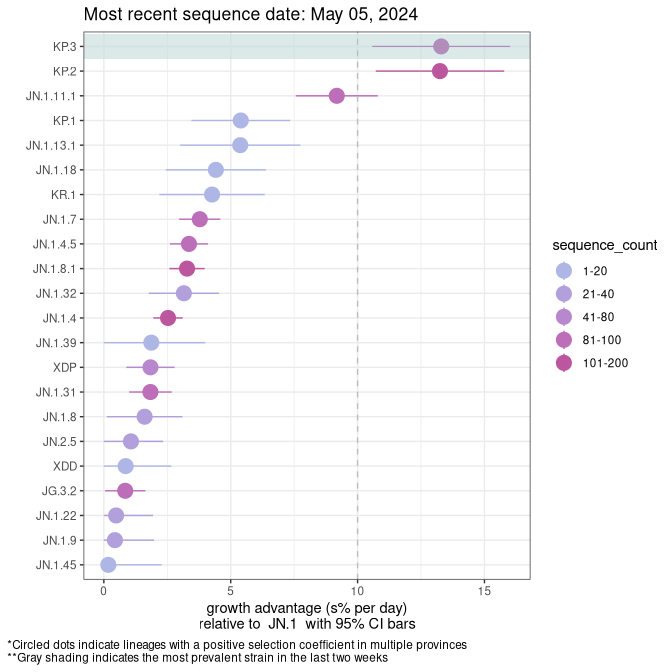 Most recent sequence date: May 05, 2024
KP.3
KP.2
JN.1.11.1
KP.1
JN.1.13.1
JN.1.18
KR.1
JN.1.7
JN.1.4.5
JN.1.8.1
JN.1.32
JN.1.4
JN.1.39
XDP
JN.1.31
JN.1.8
JN.2.5
XDD
JG.3.2
JN.1.22
JN.1.9
JN.1.45
0 5 10 15
growth advantage (s% per day)
relative to JN.1 with 95% CI bars
sequence_count
1-20
21-40
41-80
81-100
101-200
*Circled dots indicate lineages with a positive selection coefficient in multiple provinces
**Gray shading indicates the most prevalent strain in the last two weeks